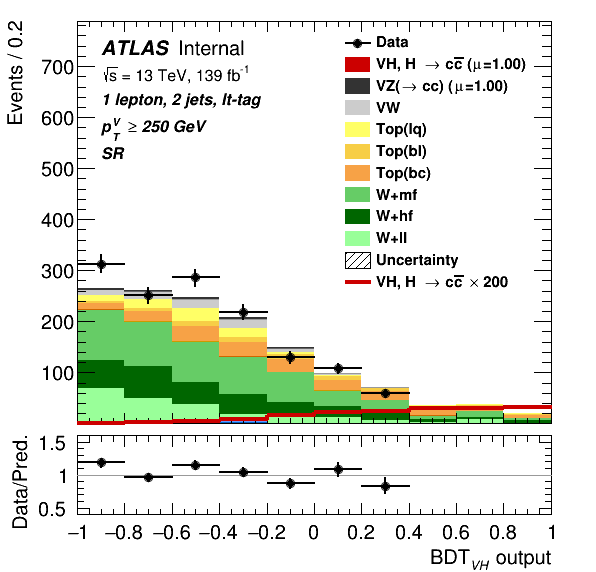 Events / 0.2
700
600
500
400
300
200
100
ATLAS Internal
√s = 13 TeV, 139 fb⁻¹
1 lepton, 2 jets, lt-tag
p_T^V ≥ 250 GeV
SR
Data
VH, H → cc̅ (μ=1.00)
VZ(→ cc) (μ=1.00)
VW
Top(lq)
Top(bl)
Top(bc)
W+mf
W+hf
W+ll
Uncertainty
VH, H → cc̅ × 200
Data/Pred.
1.5
1
0.5
−1 −0.8 −0.6 −0.4 −0.2 0 0.2 0.4 0.6 0.8 1
BDT_VH output